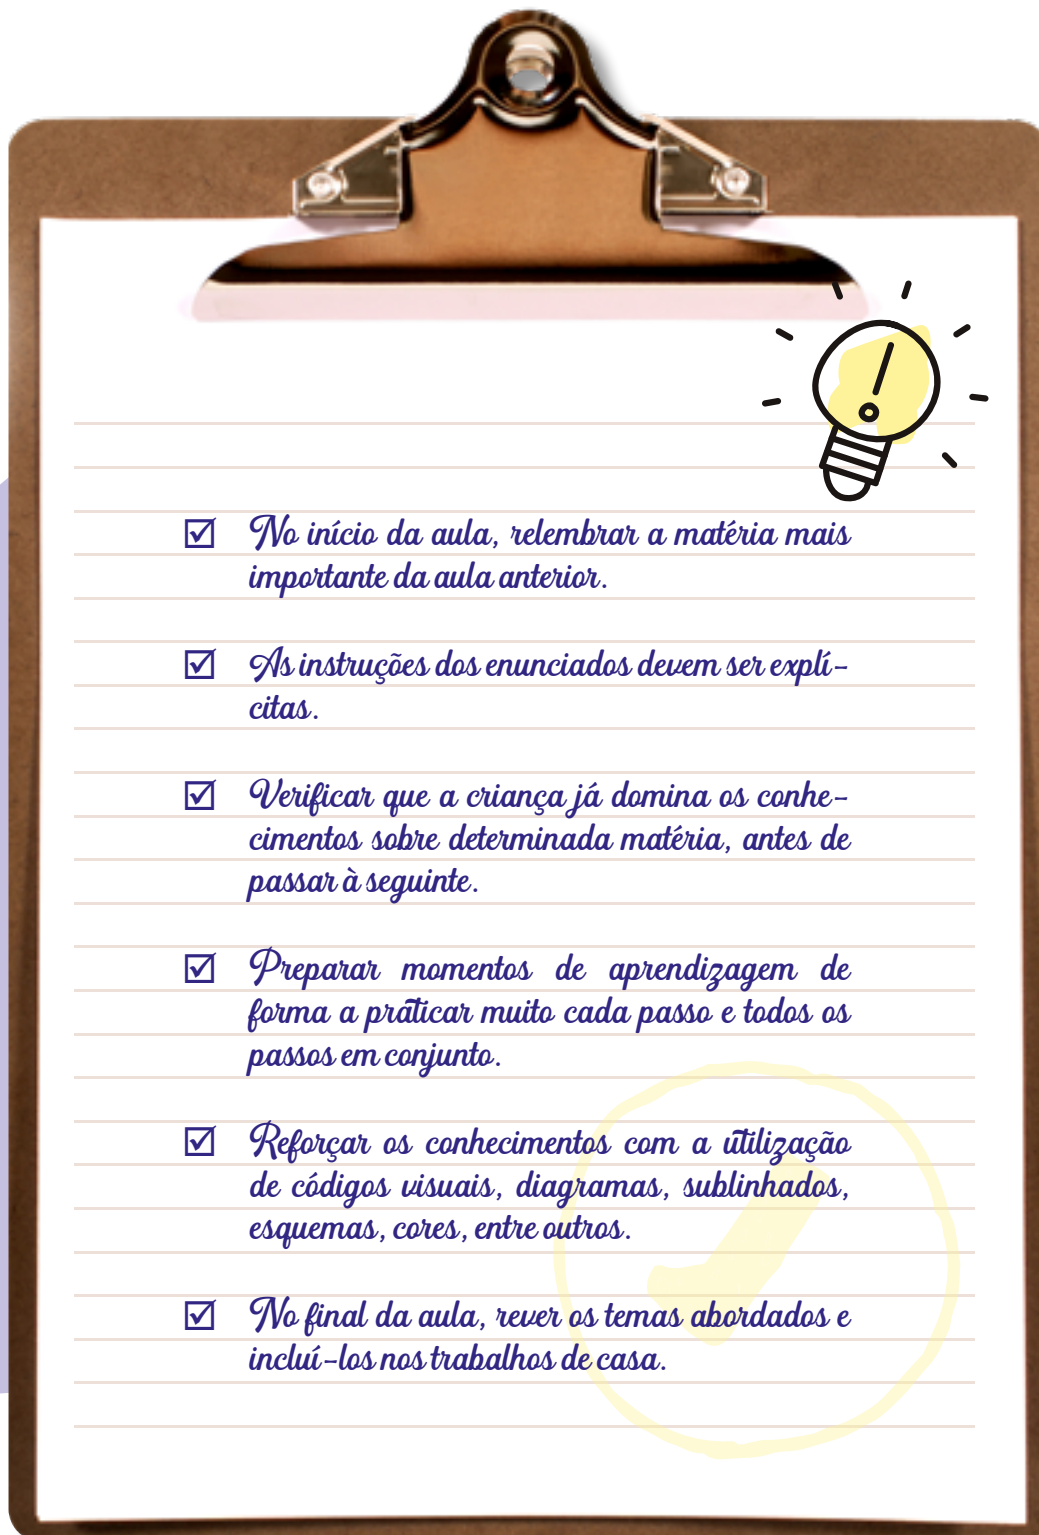 No início da aula, relembrar a matéria mais
importante da aula anterior.
As instruções dos enunciados devem ser explí-
citas.
Verificar que a criança já domina os conhe-
cimentos sobre determinada matéria, antes de
passar à seguinte.
Preparar momentos de aprendizagem de
forma a praticar muito cada passo e todos os
passos em conjunto.
Reforçar os conhecimentos com a utilização
de códigos visuais, diagramas, sublinhados,
esquemas, cores, entre outros.
No final da aula, rever os temas abordados e
incluí-los nos trabalhos de casa.